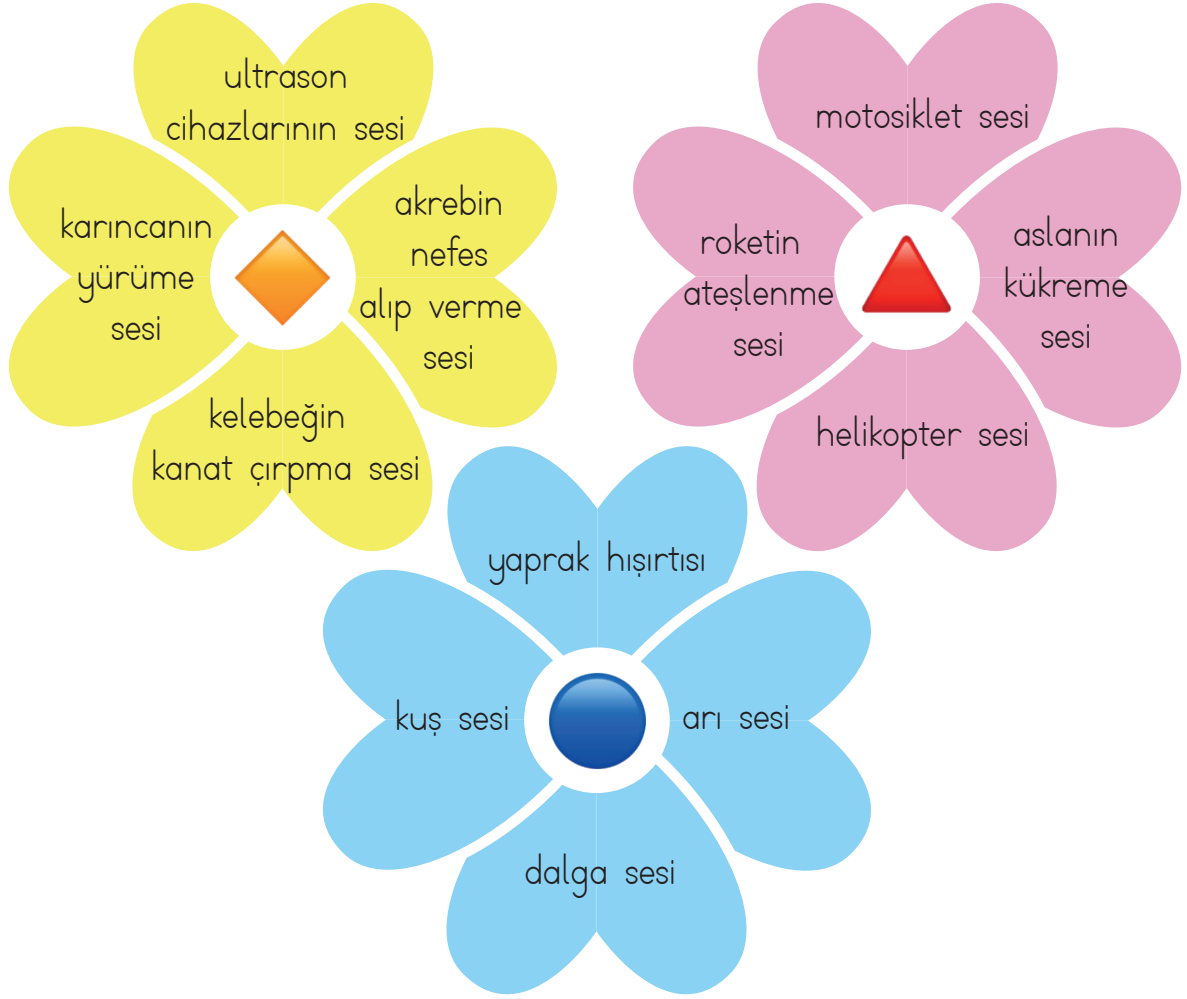 ultrason
cihazlarının sesi
karıncanın
yürüme
sesi
akrebin
nefes
alıp verme
sesi
kelebeğin
kanat çırpma sesi
motosiklet sesi
roketin
ateşlenme
sesi
aslanın
kükreme
sesi
helikopter sesi
yaprak hışırtısı
kuş sesi
arı sesi
dalga sesi